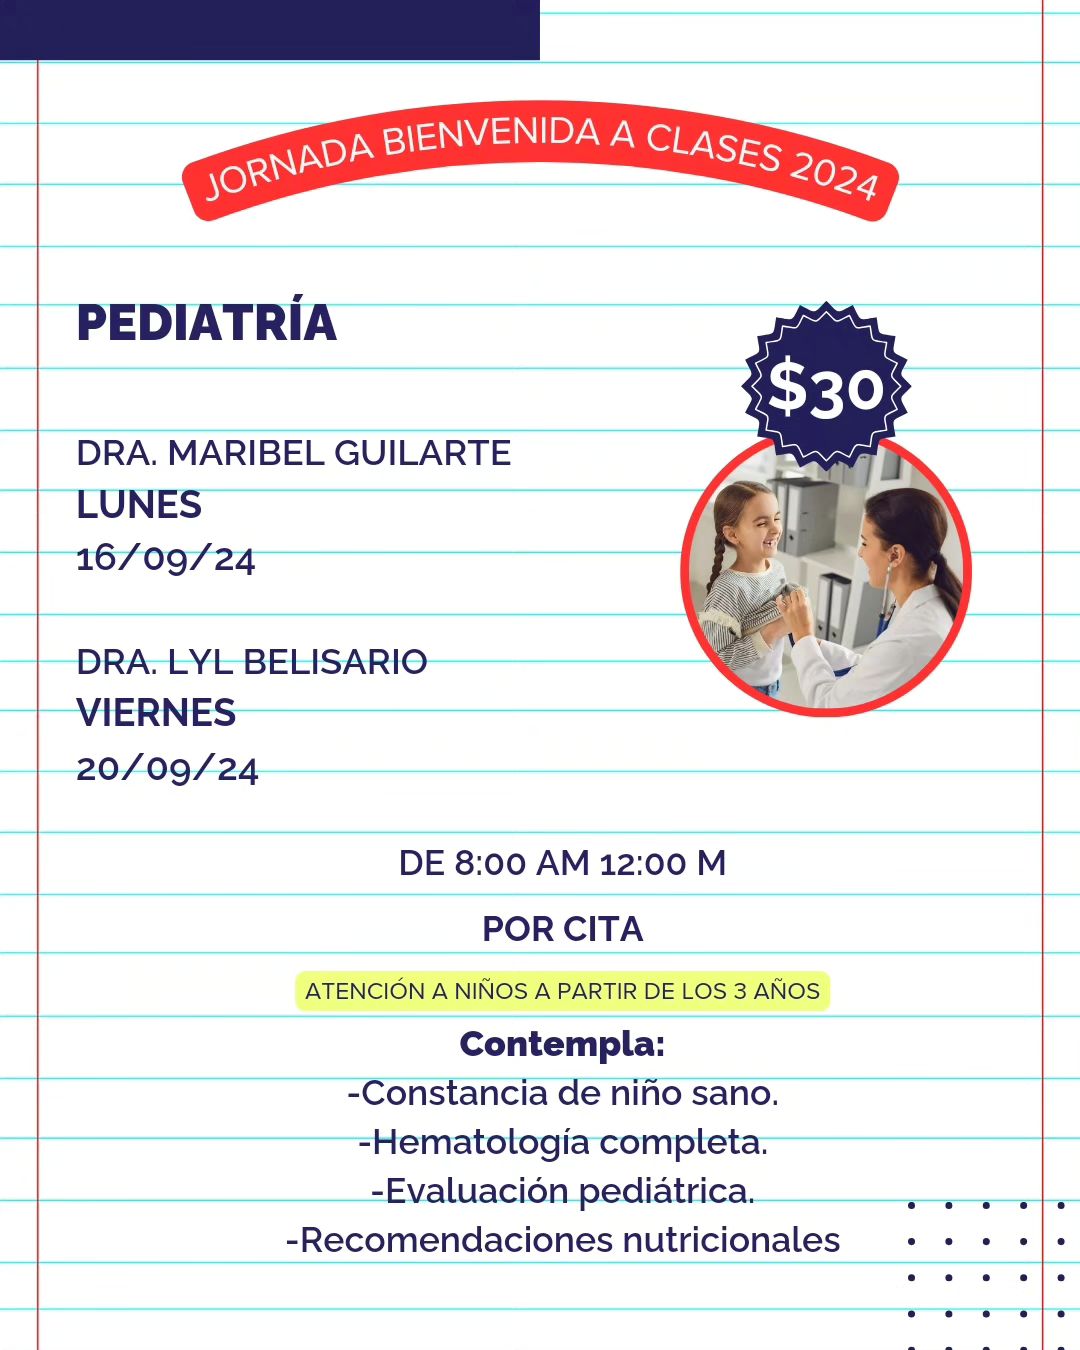 JORNADA BIENVENIDA A CLASES 2024
PEDIATRÍA
$30
DRA. MARIBEL GUILARTE
LUNES
16/09/24
DRA. LYL BELISARIO
VIERNES
20/09/24
DE 8:00 AM 12:00 M
POR CITA
ATENCIÓN A NIÑOS A PARTIR DE LOS 3 AÑOS
Contempla:
-Constancia de niño sano.
-Hematología completa.
-Evaluación pediátrica.
-Recomendaciones nutricionales